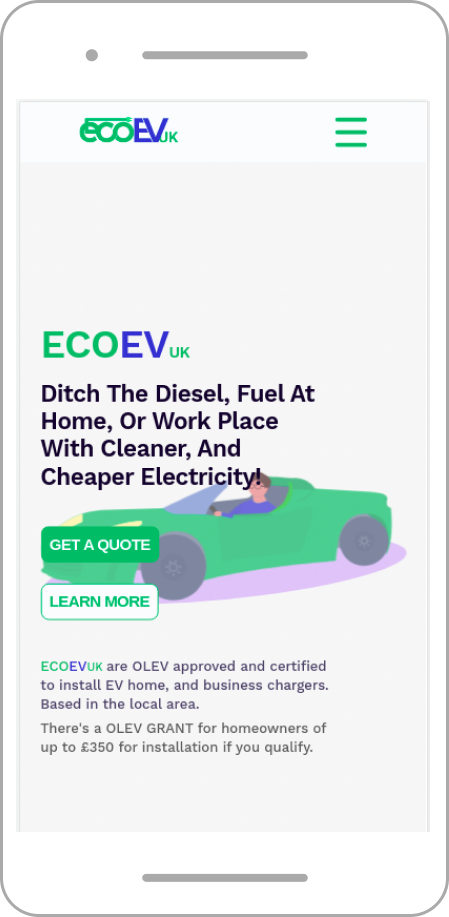 ecoEVUK
ECOEVUK
Ditch The Diesel, Fuel At
Home, Or Work Place
With Cleaner, And
Cheaper Electricity!
GET A QUOTE
LEARN MORE
ECOEVUK are OLEV approved and certified
to install EV home, and business chargers.
Based in the local area.
There's a OLEV GRANT for homeowners of
up to £350 for installation if you qualify.